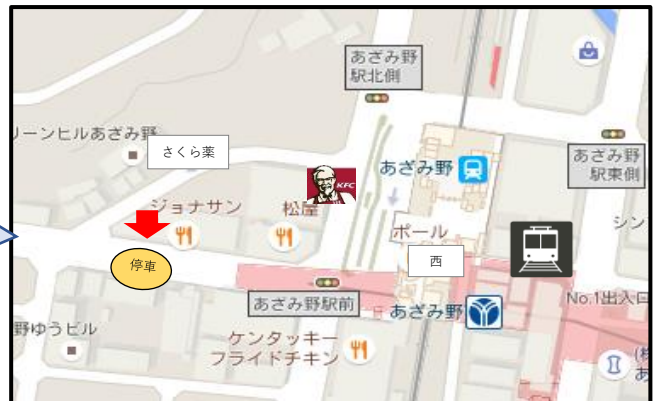 あざみ野
駅北側
リーンヒルあざみ野
さくら薬
あざみ野
あざみ野
駅東側
KFC
ジョナサン
松屋
シン
ポール
停車
西
あざみ野駅前
あざみ野
No.1出入口
野ゆうビル
ケンタッキー
フライドチキン
(株
あ